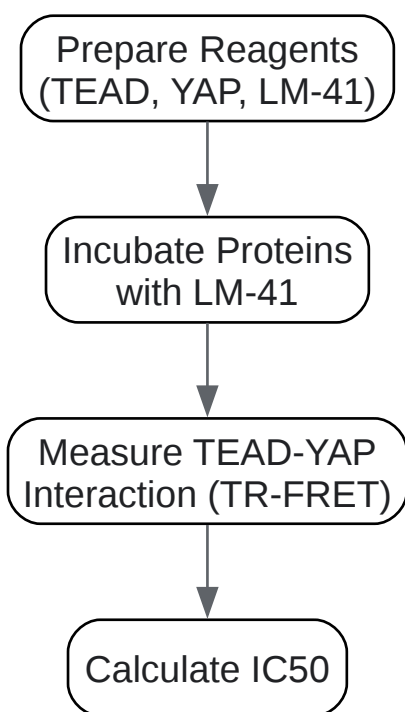 Prepare Reagents
(TEAD, YAP, LM-41)
Incubate Proteins
with LM-41
Measure TEAD-YAP
Interaction (TR-FRET)
Calculate IC50